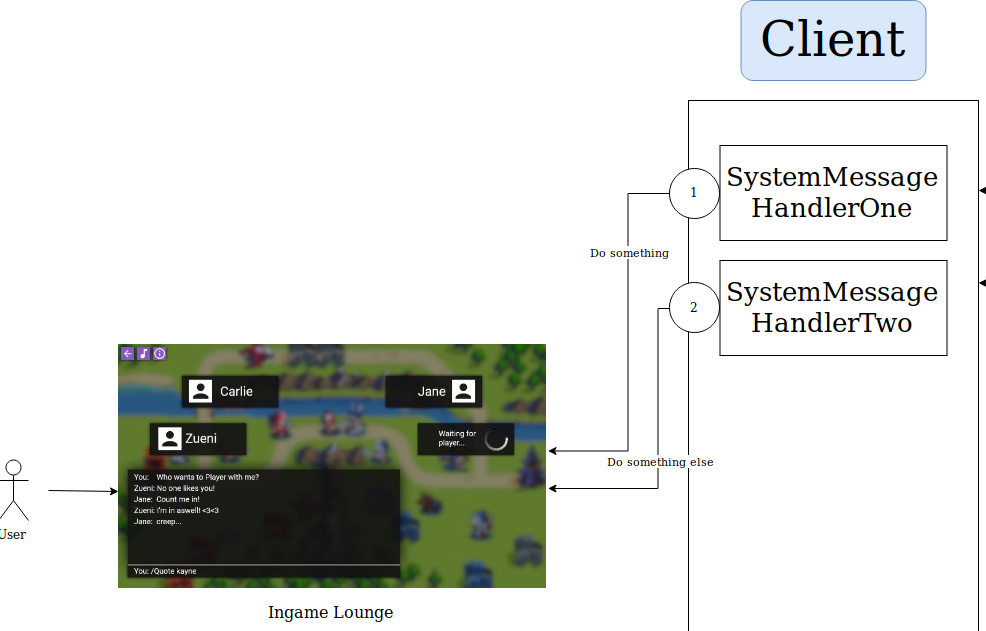 Client
SystemMessage
HandlerOne
1
Do something
SystemMessage
HandlerTwo
2
Do something else
Carlie
Jane
Zueni
Waiting for
player...
You: Who wants to Player with me?
Zueni: No one likes you!
Jane: Count me in!
Zueni: I'm in aswell! <3<3
Jane: creep...
You: /Quote kayne
User
Ingame Lounge